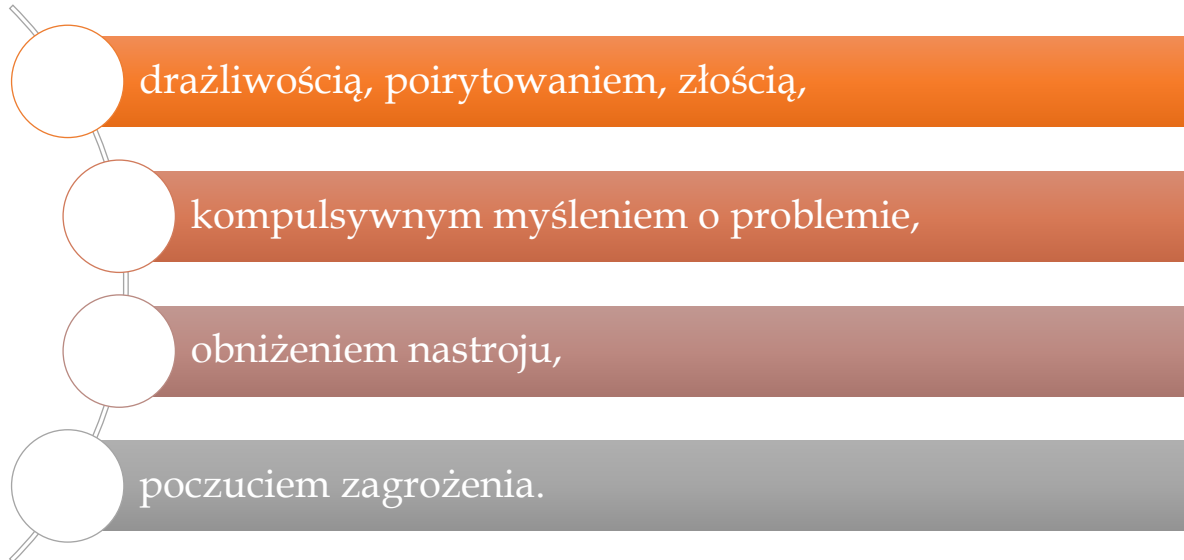 drażliwością, poirytowaniem, złością,
kompulsywnym myśleniem o problemie,
obniżeniem nastroju,
poczuciem zagrożenia.